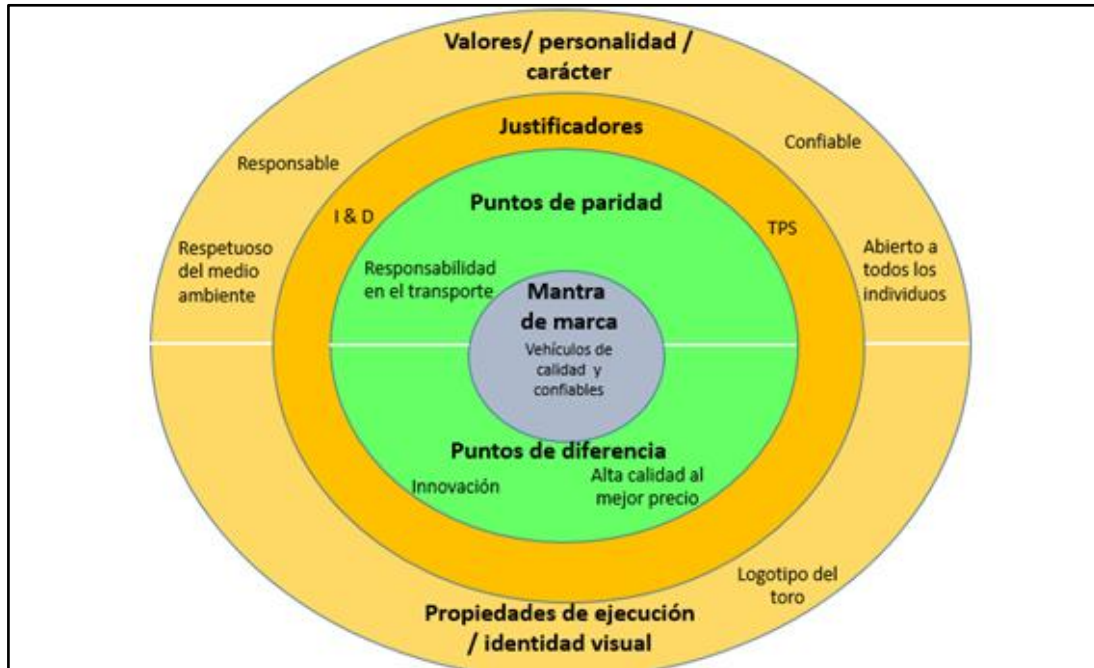 Valores/ personalidad /
carácter
Justificadores
Confiable
Responsable
Puntos de paridad
I & D
TPS
Respetuoso
del medio
ambiente
Abierto a
todos los
individuos
Responsabilidad
en el transporte
Mantra
de marca
Vehículos de
calidad y
confiables
Puntos de diferencia
Innovación
Alta calidad al
mejor precio
Logotipo del
toro
Propiedades de ejecución
/ identidad visual